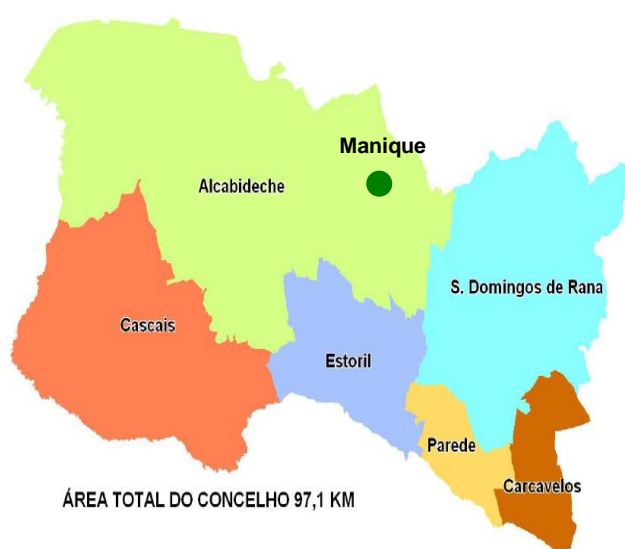 Manique
Alcabideche
S. Domingos de Rana
Cascais
Estoril
Parede
Carcavelos
ÁREA TOTAL DO CONCELHO 97,1 KM